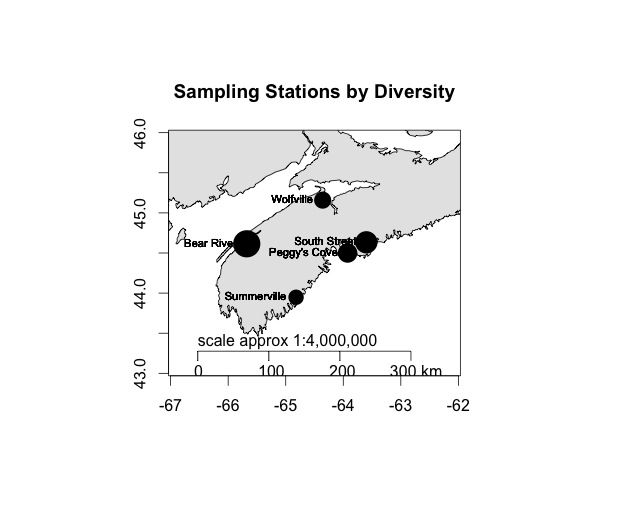 Sampling Stations by Diversity
46.0
45.0
44.0
43.0
Wolfville
South Street
Bear Rive
Peggy's Cove
Summerville
scale approx 1:4,000,000
0 100 200 300 km
-67 -66 -65 -64 -63 -62